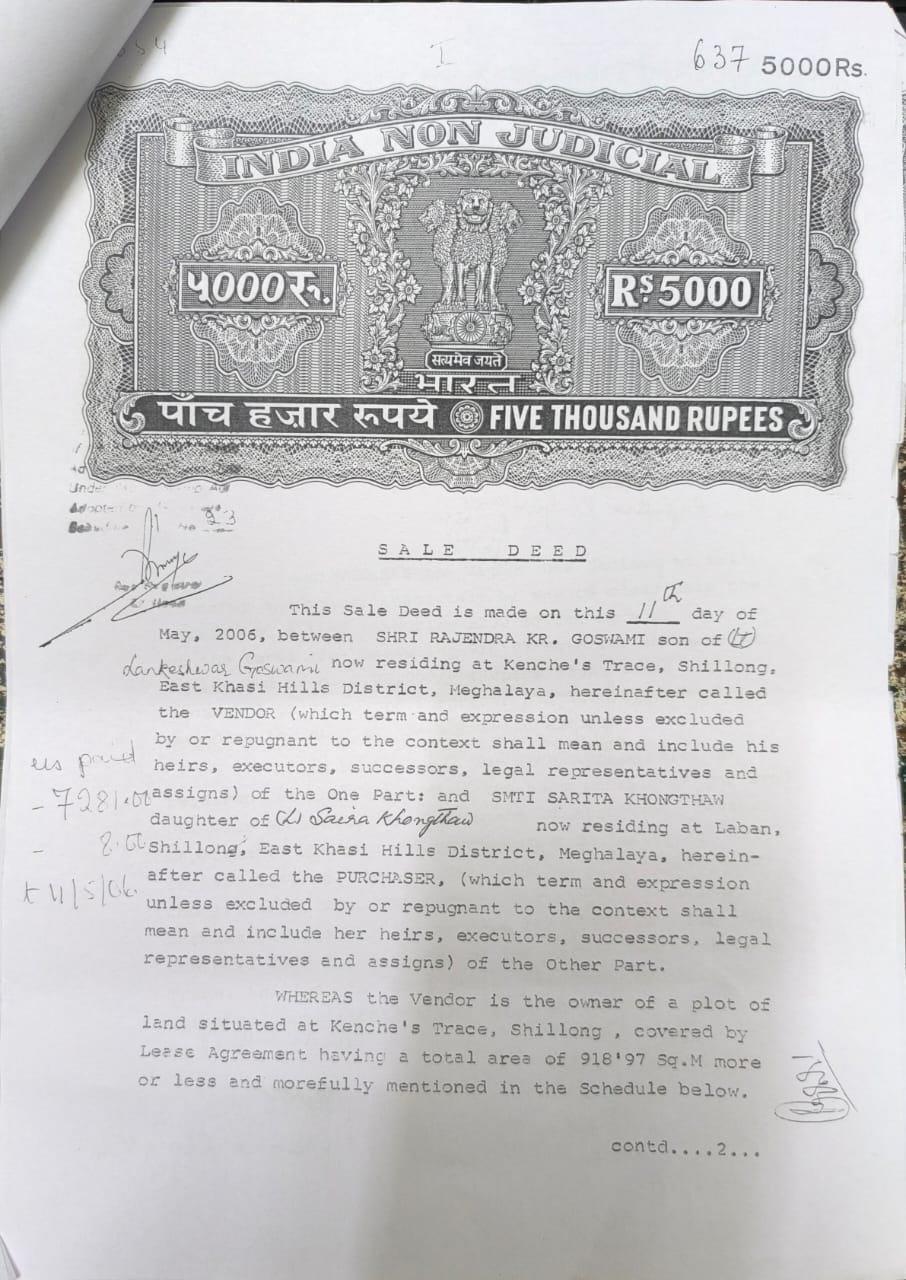 637 5000Rs.
INDIA NON JUDICIAL
५000रु.
Rs. 5000
सत्यमेव जयते
भारत
पाँच हज़ार रूपये FIVE THOUSAND RUPEES
No 23
SALE DEED
This Sale Deed is made on this 11th day of
May, 2006, between SHRI RAJENDRA KR. GOSWAMI son of (Lt)
Lankeshwar Goswami now residing at Kenche's Trace, Shillong,
East Khasi Hills District, Meghalaya, hereinafter called
the VENDOR (which term and expression unless excluded
by or repugnant to the context shall mean and include his
heirs, executors, successors, legal representatives and
assigns) of the One Part: and SMTI SARITA KHONGTHAW
daughter of (L) Saira Khongthaw now residing at Laban,
Shillong, East Khasi Hills District, Meghalaya, herein-
after called the PURCHASER, (which term and expression
unless excluded by or repugnant to the context shall
mean and include her heirs, executors, successors, legal
representatives and assigns) of the Other Part.
paid
- 7281.00
- 8.00
11/5/06
WHEREAS the Vendor is the owner of a plot of
land situated at Kenche's Trace, Shillong , covered by
Lease Agreement having a total area of 918'97 Sq.M more
or less and morefully mentioned in the Schedule below.
contd....2...